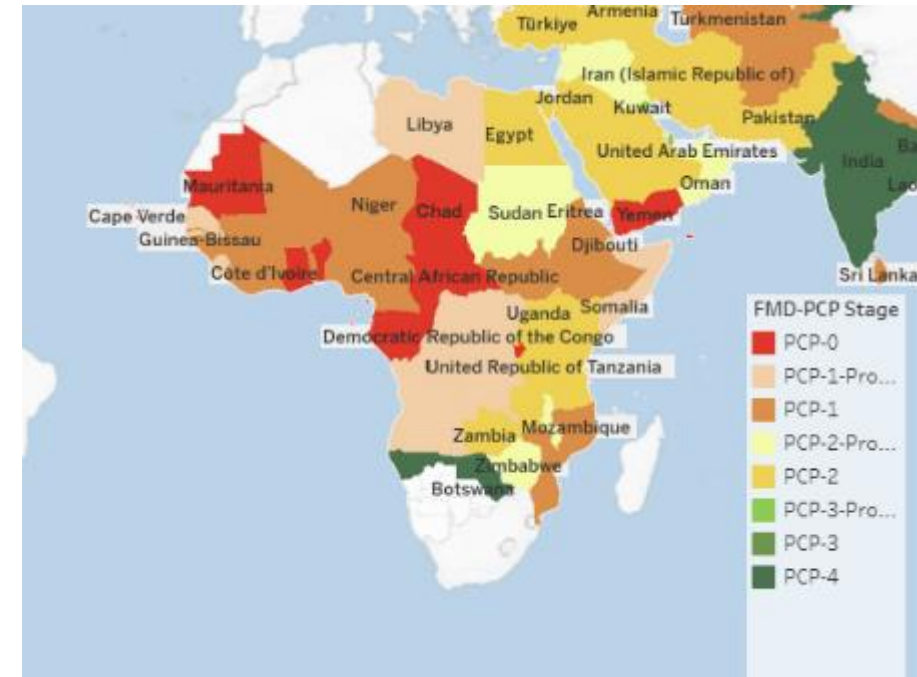 Armenia
Türkiye
Turkmenistan
Iran (Islamic Republic of)
Jordan
Kuwait
Pakistan
Libya
Egypt
United Arab Emirates
Ba
India
Oman
Lao
Mauritania
Niger
Chad
Sudan
Eritrea
Yemen
Cape Verde
Guinea-Bissau
Djibouti
Côte d'Ivoire
Central African Republic
Sri Lanka
Uganda
Somalia
Democratic Republic of the Congo
United Republic of Tanzania
Zambia
Mozambique
Zimbabwe
Botswana
FMD-PCP Stage
PCP-0
PCP-1-Pro...
PCP-1
PCP-2-Pro...
PCP-2
PCP-3-Pro...
PCP-3
PCP-4